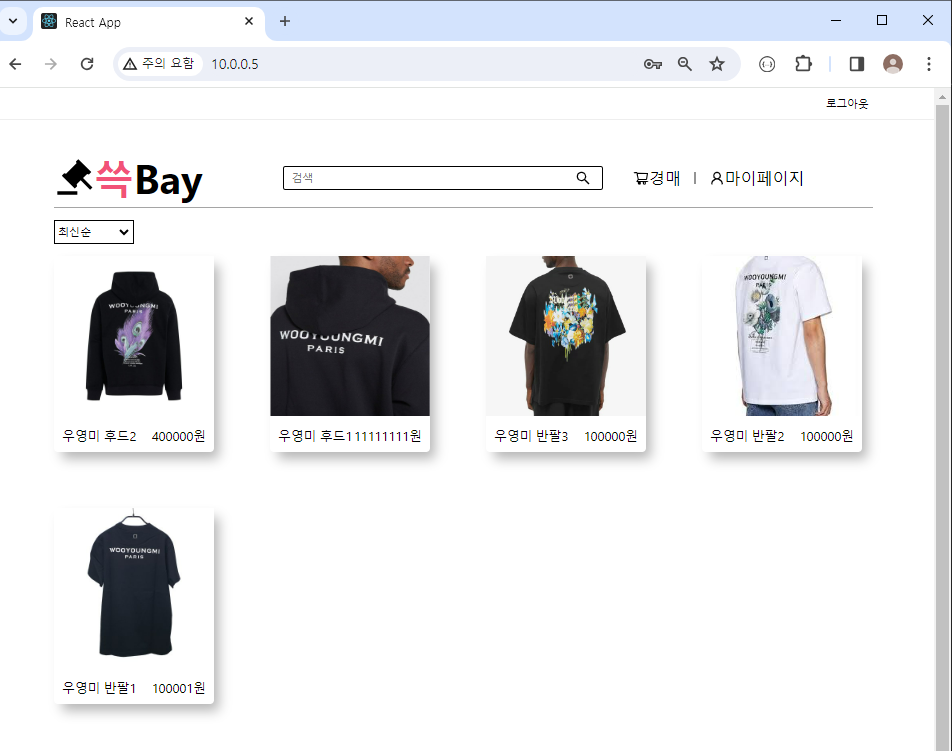 React App
주의 요함 10.0.0.5
로그아웃
쓱Bay
검색
경매 | 마이페이지
최신순
WOOYOUNGMI
PARIS
WOOYOUNGMI
PARIS
WOOYOUNGMI
PARIS
우영미 후드2 400000원
우영미 후드1 11111111원
우영미 반팔3 100000원
우영미 반팔2 100000원
WOOYOUNGMI
PARIS
우영미 반팔1 100001원